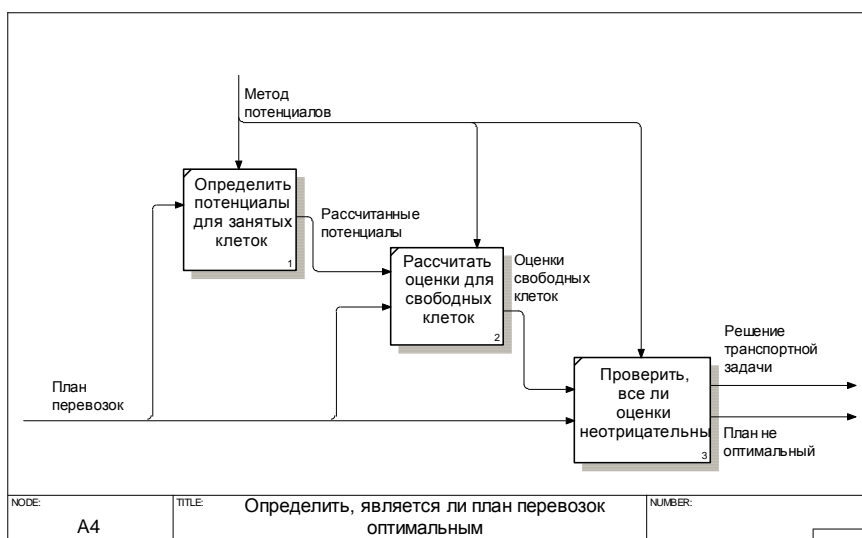 Метод
потенциалов
Определить
потенциалы
для занятых
клеток
1
Рассчитанные
потенциалы
Рассчитать
оценки для
свободных
клеток
2
Оценки
свободных
клеток
Проверить,
все ли
оценки
неотрицательны
3
Решение
транспортной
задачи
План не
оптимальный
План
перевозок
NODE:
A4
TITLE:
Определить, является ли план перевозок
оптимальным
NUMBER: